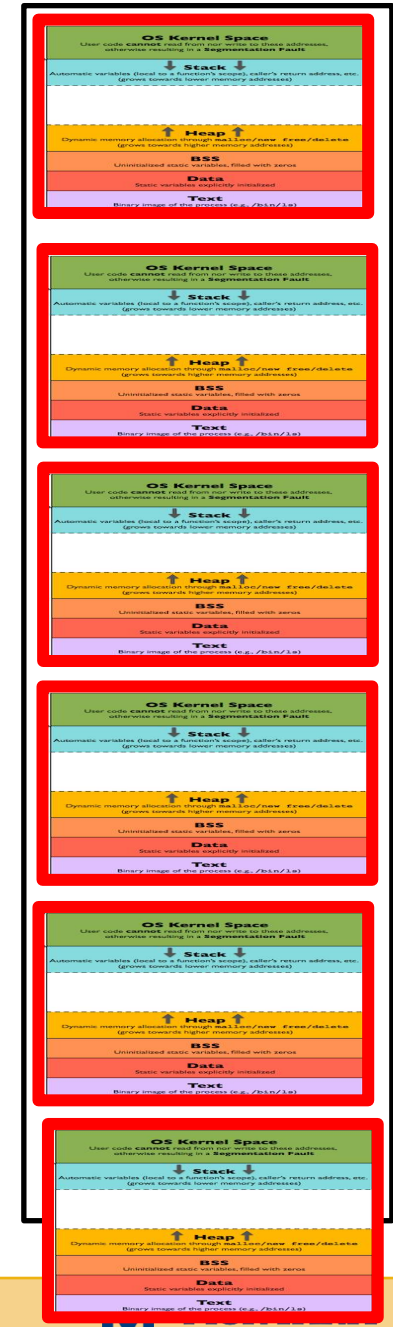 OS Kernel Space
User code cannot read from nor write to these addresses,
otherwise resulting in a Segmentation Fault
Stack
Automatic variables (local to a function's scope), caller's return address, etc.
(grows towards lower memory addresses)
Heap
Dynamic memory allocation through malloc/new free/delete
(grows towards higher memory addresses)
BSS
Uninitialized static variables, filled with zeros
Data
Static variables explicitly initialized
Text
Binary image of the process (e.g., /bin/ls)
OS Kernel Space
User code cannot read from nor write to these addresses,
otherwise resulting in a Segmentation Fault
Stack
Automatic variables (local to a function's scope), caller's return address, etc.
(grows towards lower memory addresses)
Heap
Dynamic memory allocation through malloc/new free/delete
(grows towards higher memory addresses)
BSS
Uninitialized static variables, filled with zeros
Data
Static variables explicitly initialized
Text
Binary image of the process (e.g., /bin/ls)
OS Kernel Space
User code cannot read from nor write to these addresses,
otherwise resulting in a Segmentation Fault
Stack
Automatic variables (local to a function's scope), caller's return address, etc.
(grows towards lower memory addresses)
Heap
Dynamic memory allocation through malloc/new free/delete
(grows towards higher memory addresses)
BSS
Uninitialized static variables, filled with zeros
Data
Static variables explicitly initialized
Text
Binary image of the process (e.g., /bin/ls)
OS Kernel Space
User code cannot read from nor write to these addresses,
otherwise resulting in a Segmentation Fault
Stack
Automatic variables (local to a function's scope), caller's return address, etc.
(grows towards lower memory addresses)
Heap
Dynamic memory allocation through malloc/new free/delete
(grows towards higher memory addresses)
BSS
Uninitialized static variables, filled with zeros
Data
Static variables explicitly initialized
Text
Binary image of the process (e.g., /bin/ls)
OS Kernel Space
User code cannot read from nor write to these addresses,
otherwise resulting in a Segmentation Fault
Stack
Automatic variables (local to a function's scope), caller's return address, etc.
(grows towards lower memory addresses)
Heap
Dynamic memory allocation through malloc/new free/delete
(grows towards higher memory addresses)
BSS
Uninitialized static variables, filled with zeros
Data
Static variables explicitly initialized
Text
Binary image of the process (e.g., /bin/ls)
OS Kernel Space
User code cannot read from nor write to these addresses,
otherwise resulting in a Segmentation Fault
Stack
Automatic variables (local to a function's scope), caller's return address, etc.
(grows towards lower memory addresses)
Heap
Dynamic memory allocation through malloc/new free/delete
(grows towards higher memory addresses)
BSS
Uninitialized static variables, filled with zeros
Data
Static variables explicitly initialized
Text
Binary image of the process (e.g., /bin/ls)